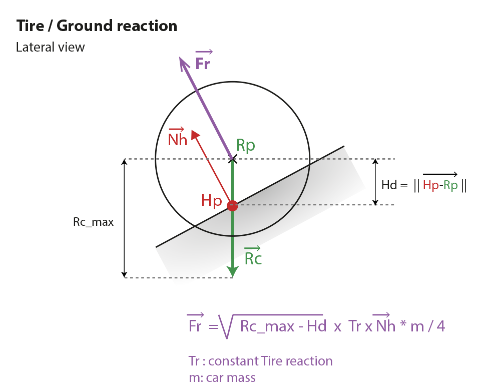 Tire / Ground reaction
Lateral view
Fr
Nh
Rp
Hp
Hd = || Hp-Rp ||
Rc_max
Rc
Fr = √ Rc_max - Hd x Tr x Nh * m / 4
Tr : constant Tire reaction
m: car mass